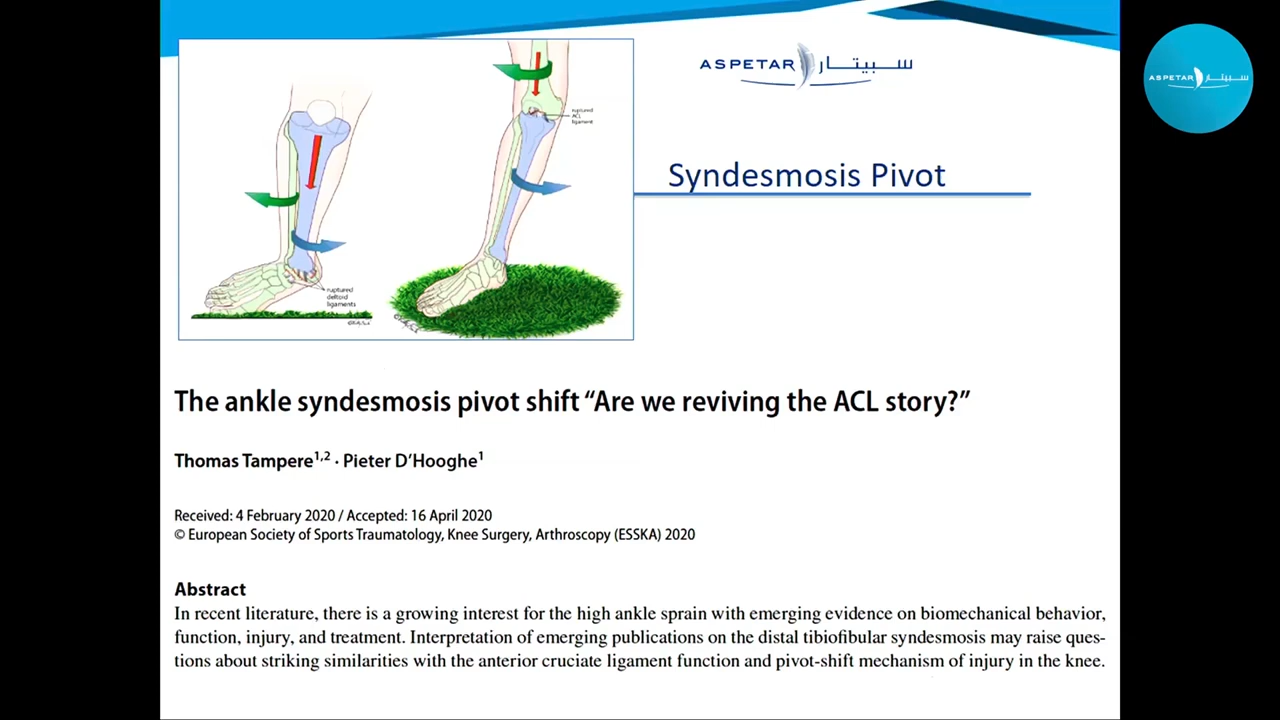 ASPETAR سبيتار
ASPETAR سبيتار
ruptured
ACL
ligament
Syndesmosis Pivot
ruptured
deltoid
ligaments
The ankle syndesmosis pivot shift “Are we reviving the ACL story?”
Thomas Tampere1,2 · Pieter D’Hooghe1
Received: 4 February 2020 / Accepted: 16 April 2020
© European Society of Sports Traumatology, Knee Surgery, Arthroscopy (ESSKA) 2020
Abstract
In recent literature, there is a growing interest for the high ankle sprain with emerging evidence on biomechanical behavior,
function, injury, and treatment. Interpretation of emerging publications on the distal tibiofibular syndesmosis may raise ques-
tions about striking similarities with the anterior cruciate ligament function and pivot-shift mechanism of injury in the knee.